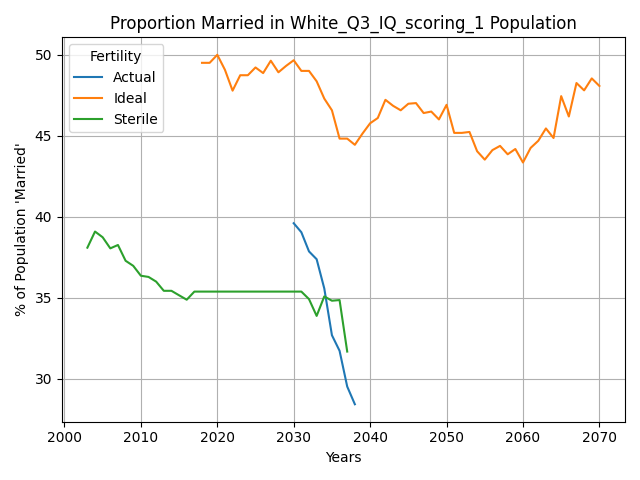 Proportion Married in White_Q3_IQ_scoring_1 Population
Fertility
Actual
Ideal
Sterile
% of Population 'Married'
50
45
40
35
30
2000 2010 2020 2030 2040 2050 2060 2070
Years